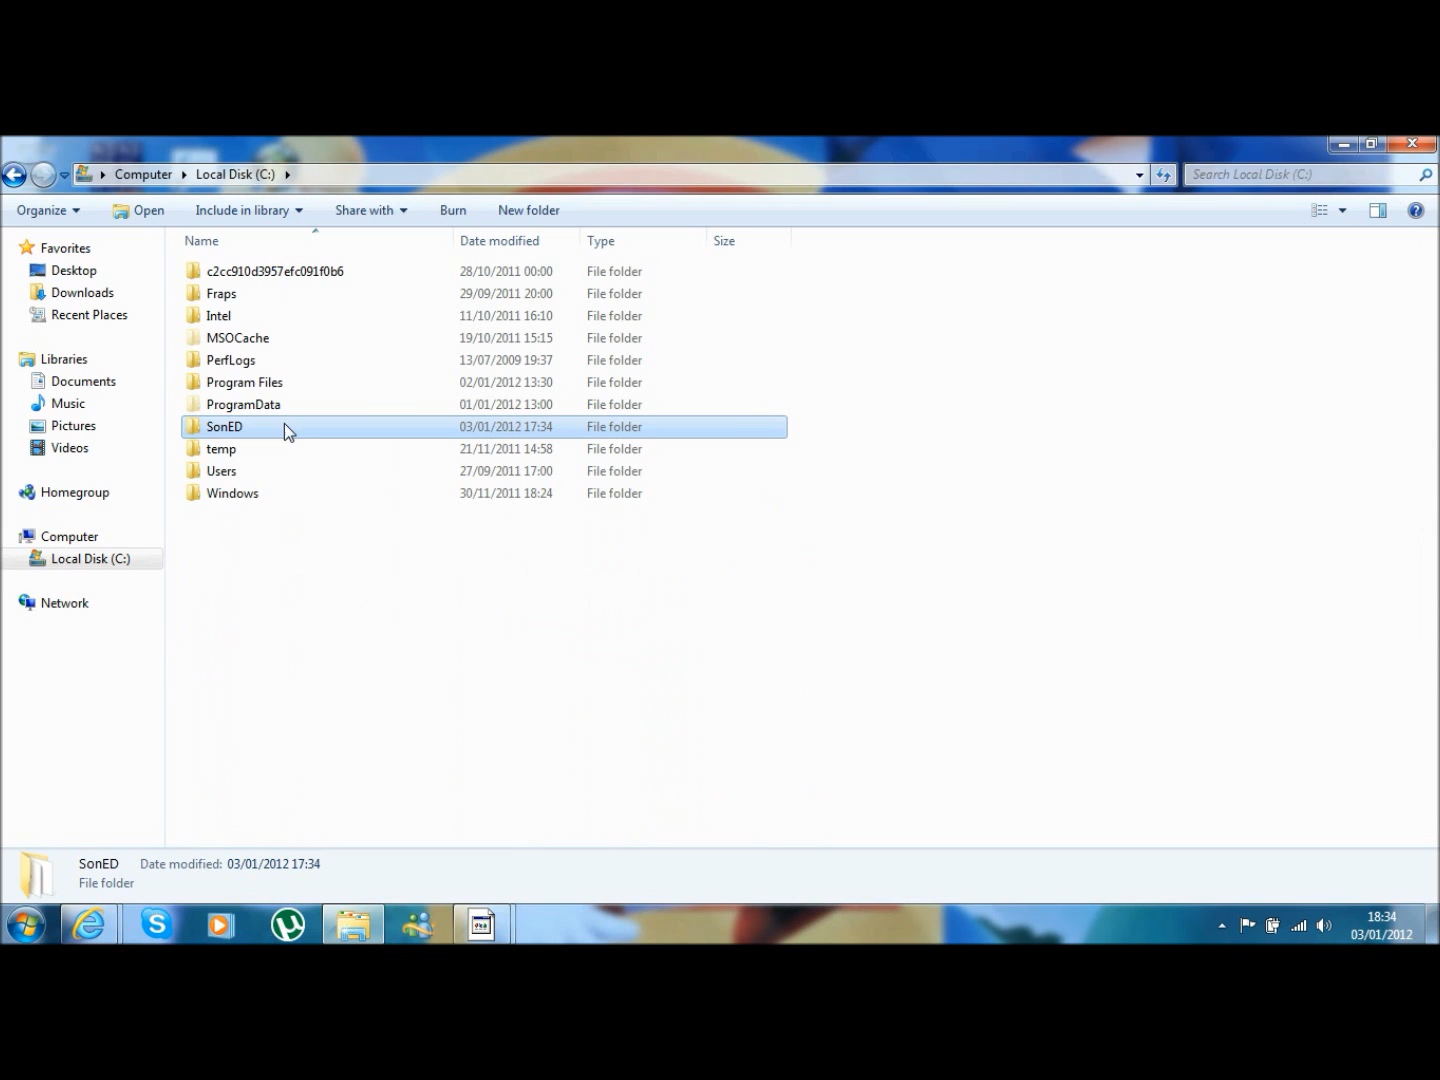 Computer Local Disk (C:) Search Local Disk (C:)
Organize Open Include in library Share with Burn New folder
Name Date modified Type Size
Favorites
Desktop
Downloads
Recent Places
Libraries
Documents
Music
Pictures
Videos
Homegroup
Computer
Local Disk (C:)
Network
c2cc910d3957efc091f0b6 28/10/2011 00:00 File folder
Fraps 29/09/2011 20:00 File folder
Intel 11/10/2011 16:10 File folder
MSOCache 19/10/2011 15:15 File folder
PerfLogs 13/07/2009 19:37 File folder
Program Files 02/01/2012 13:30 File folder
ProgramData 01/01/2012 13:00 File folder
SonED 03/01/2012 17:34 File folder
temp 21/11/2011 14:58 File folder
Users 27/09/2011 17:00 File folder
Windows 30/11/2011 18:24 File folder
SonED Date modified: 03/01/2012 17:34
File folder
18:34
03/01/2012